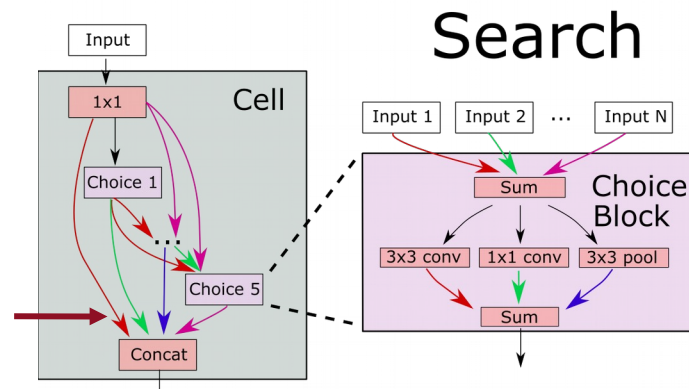 Search
Input
Cell
1x1
Choice 1
...
Choice 5
Concat
Input 1 Input 2 ... Input N
Sum
Choice
Block
3x3 conv 1x1 conv 3x3 pool
Sum